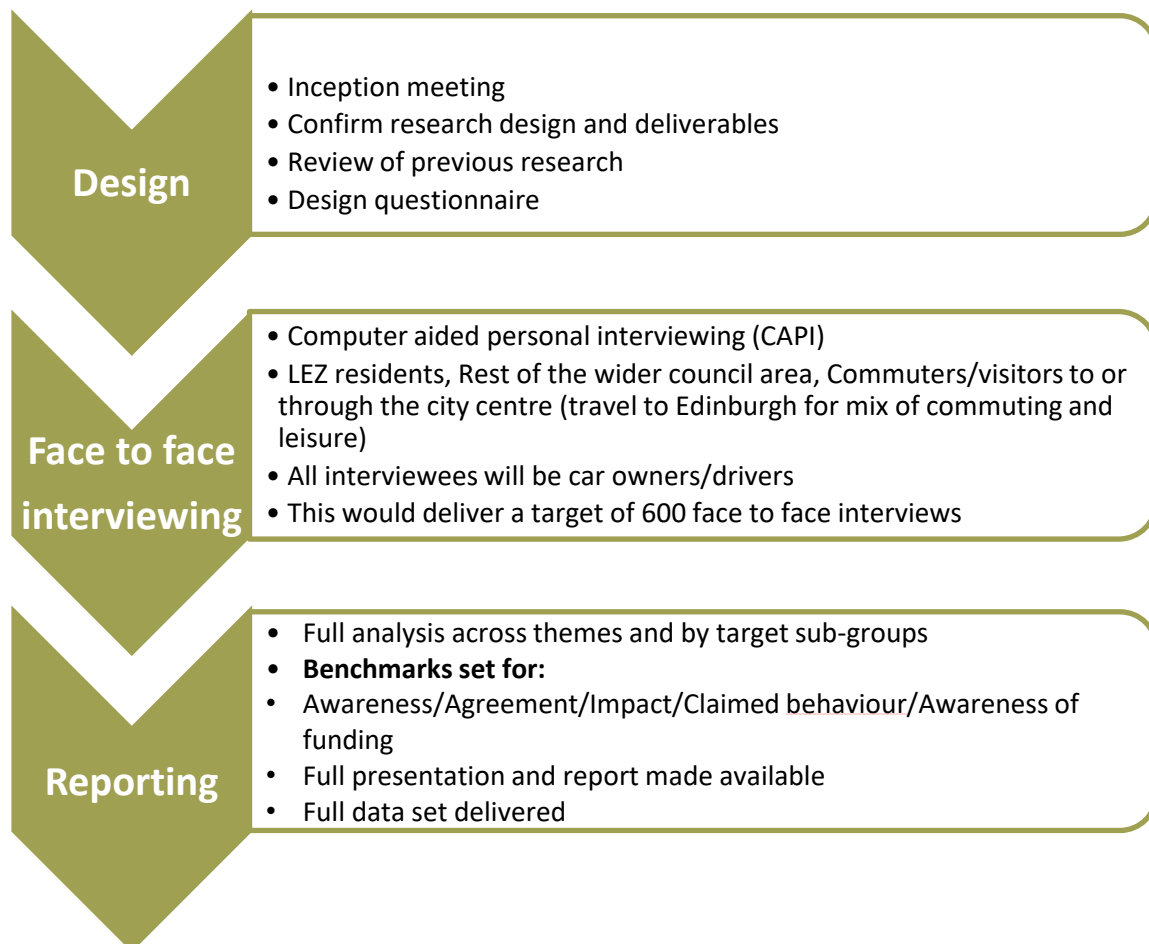 Design
• Inception meeting
• Confirm research design and deliverables
• Review of previous research
• Design questionnaire
Face to face
interviewing
• Computer aided personal interviewing (CAPI)
• LEZ residents, Rest of the wider council area, Commuters/visitors to or
through the city centre (travel to Edinburgh for mix of commuting and
leisure)
• All interviewees will be car owners/drivers
• This would deliver a target of 600 face to face interviews
Reporting
• Full analysis across themes and by target sub-groups
• Benchmarks set for:
• Awareness/Agreement/Impact/Claimed behaviour/Awareness of
funding
• Full presentation and report made available
• Full data set delivered